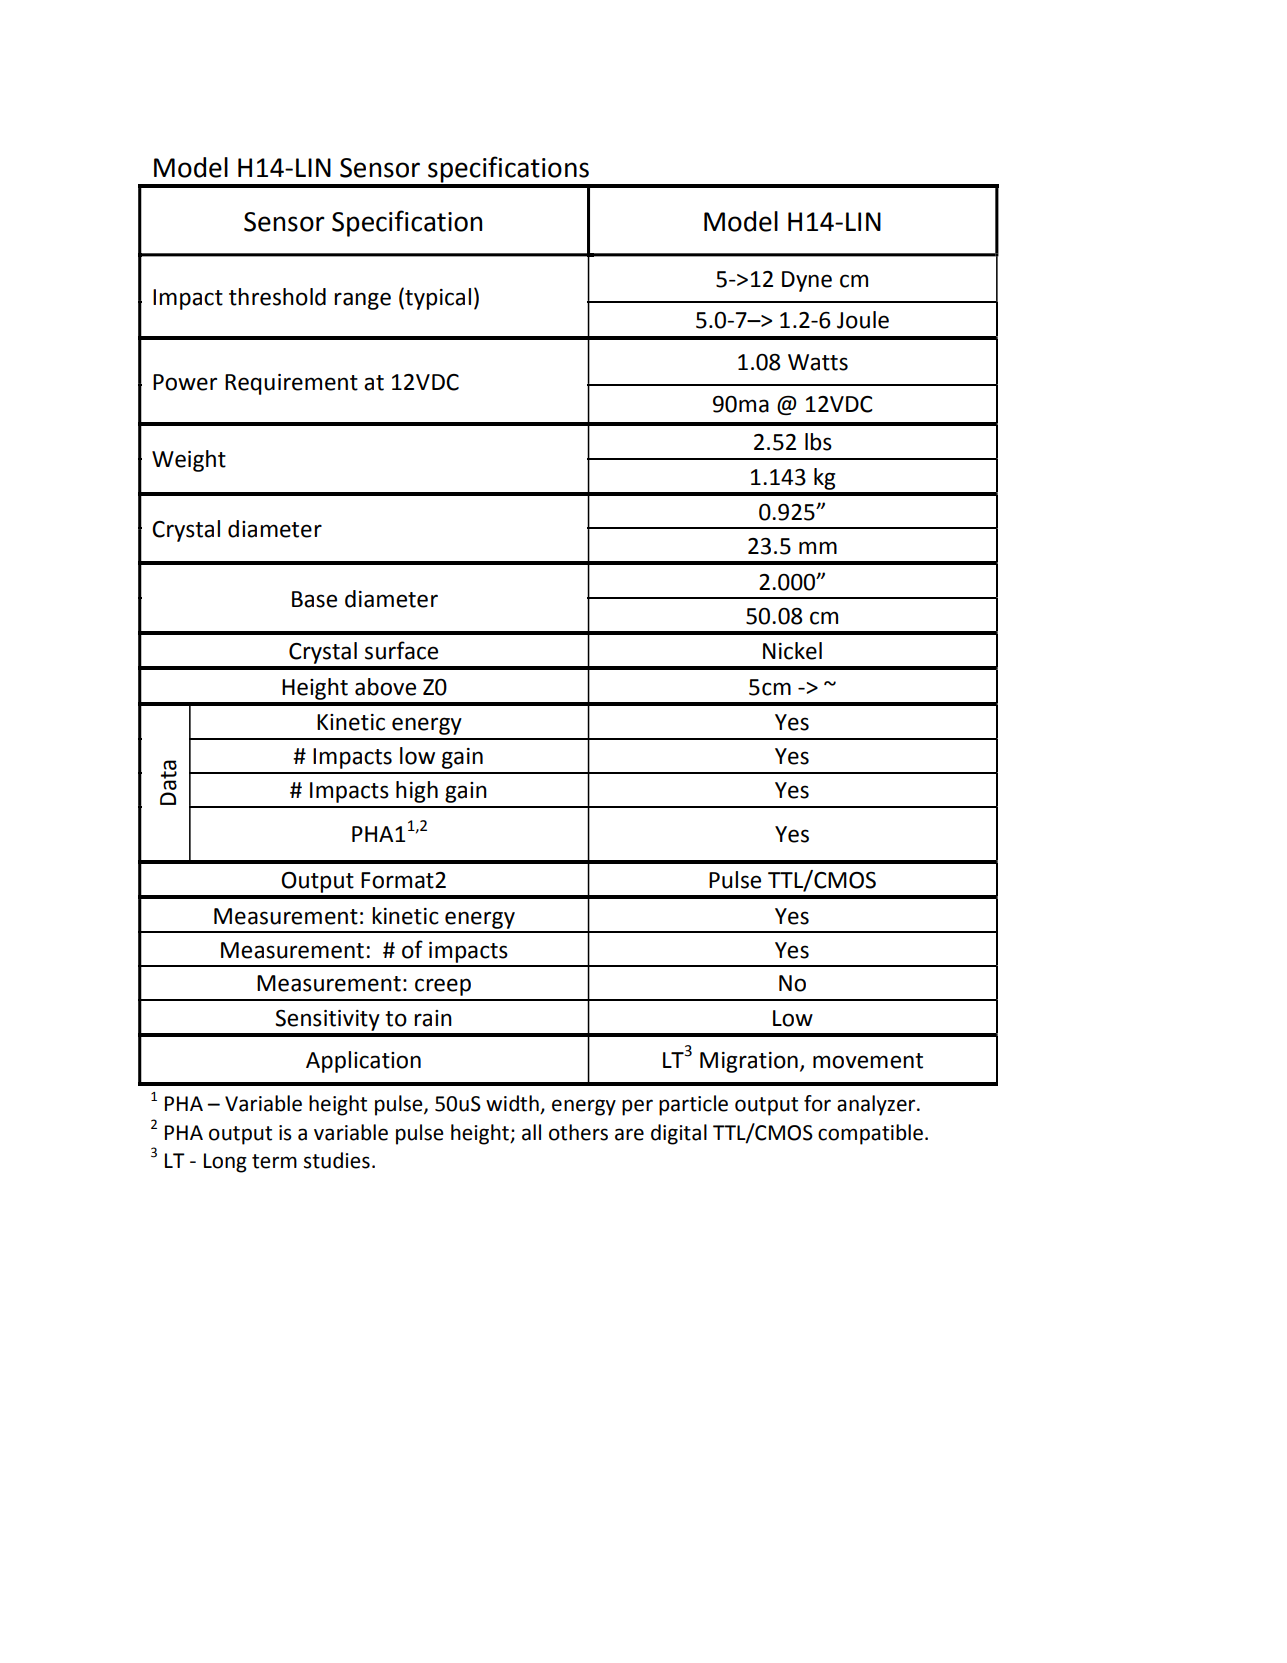 Model H14-LIN Sensor specifications
Sensor Specification
Model H14-LIN
Impact threshold range (typical)
5->12 Dyne cm
5.0-7–> 1.2-6 Joule
Power Requirement at 12VDC
1.08 Watts
90ma @ 12VDC
Weight
2.52 lbs
1.143 kg
Crystal diameter
0.925”
23.5 mm
Base diameter
2.000”
50.08 cm
Crystal surface
Nickel
Height above Z0
5cm -> ~
Data
Kinetic energy
Yes
# Impacts low gain
Yes
# Impacts high gain
Yes
PHA1¹,²
Yes
Output Format2
Pulse TTL/CMOS
Measurement: kinetic energy
Yes
Measurement:  # of impacts
Yes
Measurement: creep
No
Sensitivity to rain
Low
Application
LT³ Migration, movement
¹ PHA – Variable height pulse, 50uS width, energy per particle output for analyzer.
² PHA output is a variable pulse height; all others are digital TTL/CMOS compatible.
³ LT - Long term studies.